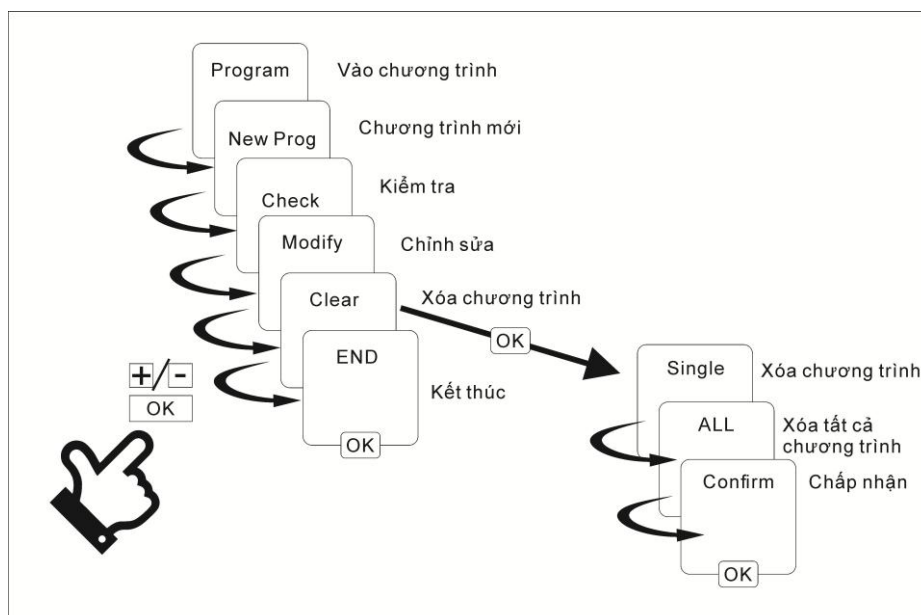 Program
Vào chương trình
New Prog
Chương trình mới
Check
Kiểm tra
Modify
Chỉnh sửa
Clear
Xóa chương trình
OK
END
Kết thúc
OK
+/-
OK
Single
Xóa chương trình
ALL
Xóa tất cả
chương trình
Confirm
Chấp nhận
OK